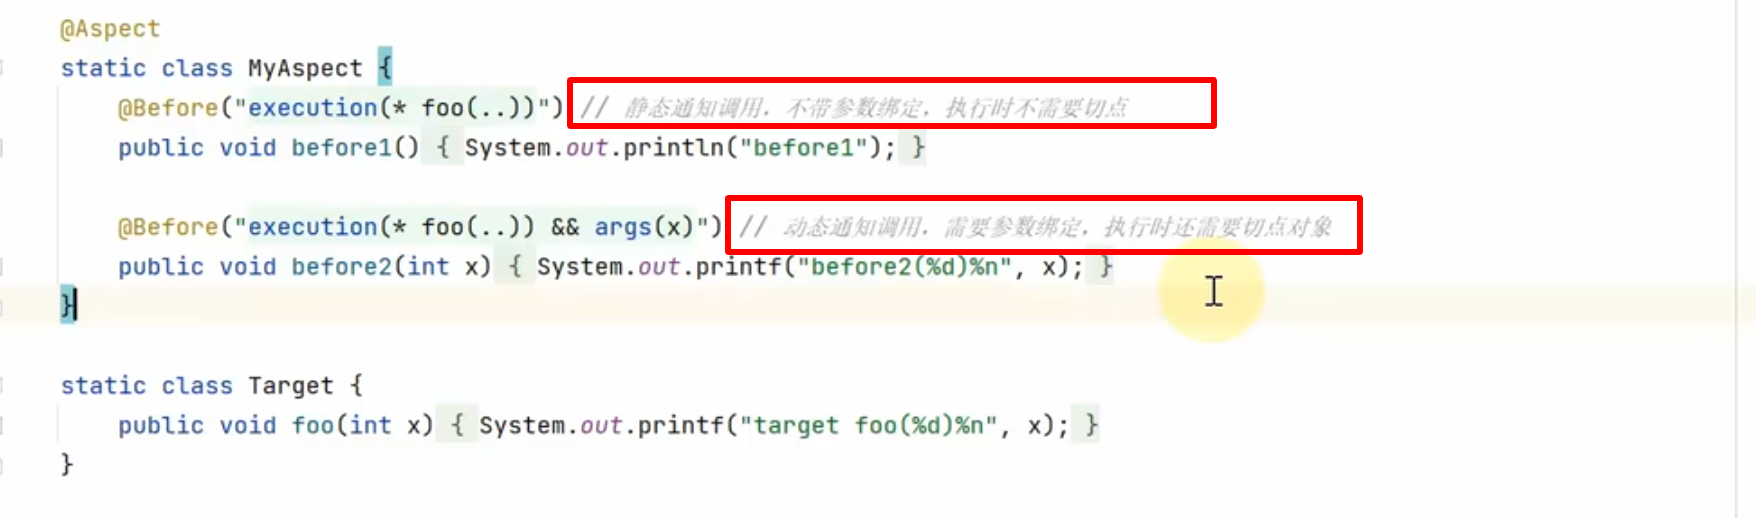 @Aspect
static class MyAspect {
@Before("execution(* foo(..))") // 静态通知调用，不带参数绑定，执行时不需要切点
public void before1() { System.out.println("before1"); }
@Before("execution(* foo(..)) && args(x)") // 动态通知调用，需要参数绑定，执行时还需要切点对象
public void before2(int x) { System.out.printf("before2(%d)%n", x); }
}
static class Target {
public void foo(int x) { System.out.printf("target foo(%d)%n", x); }
}